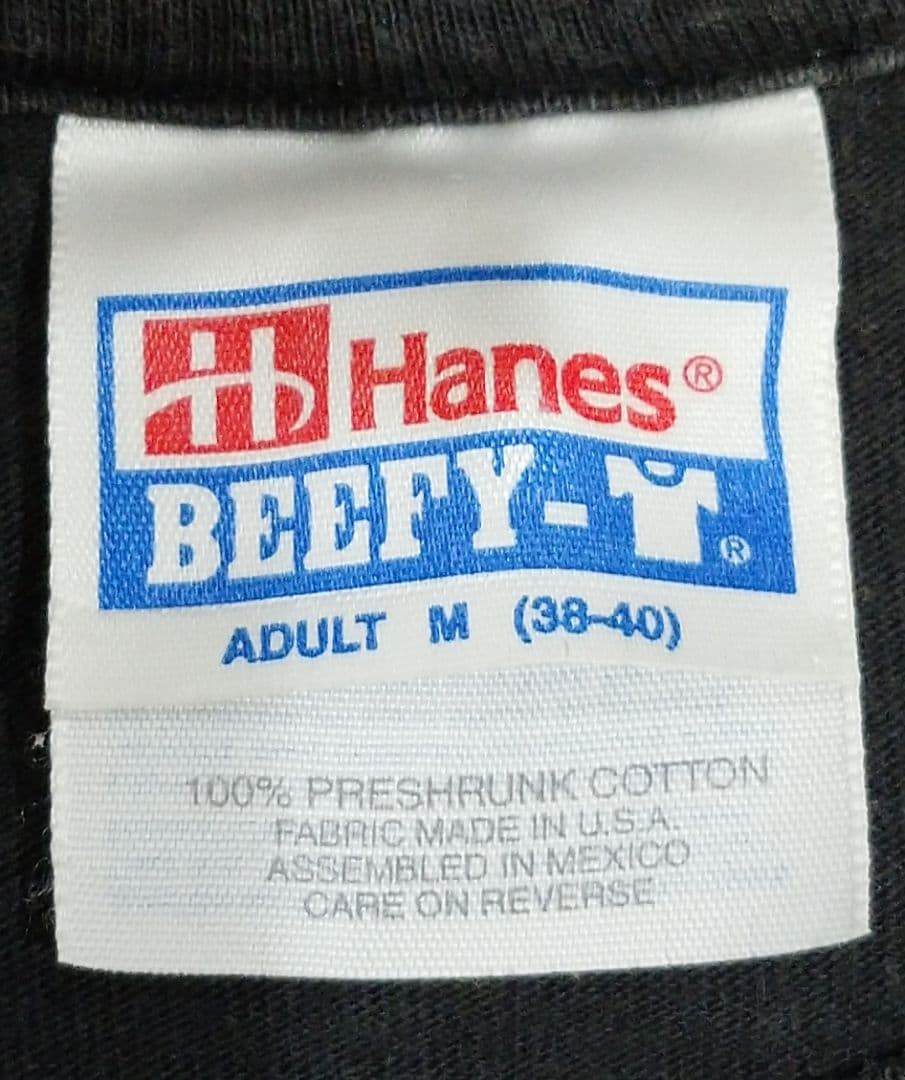 H Hanes®
BEEFY-T®
ADULT M (38-40)
100% PRESHRUNK COTTON
FABRIC MADE IN U.S.A.
ASSEMBLED IN MEXICO
CARE ON REVERSE